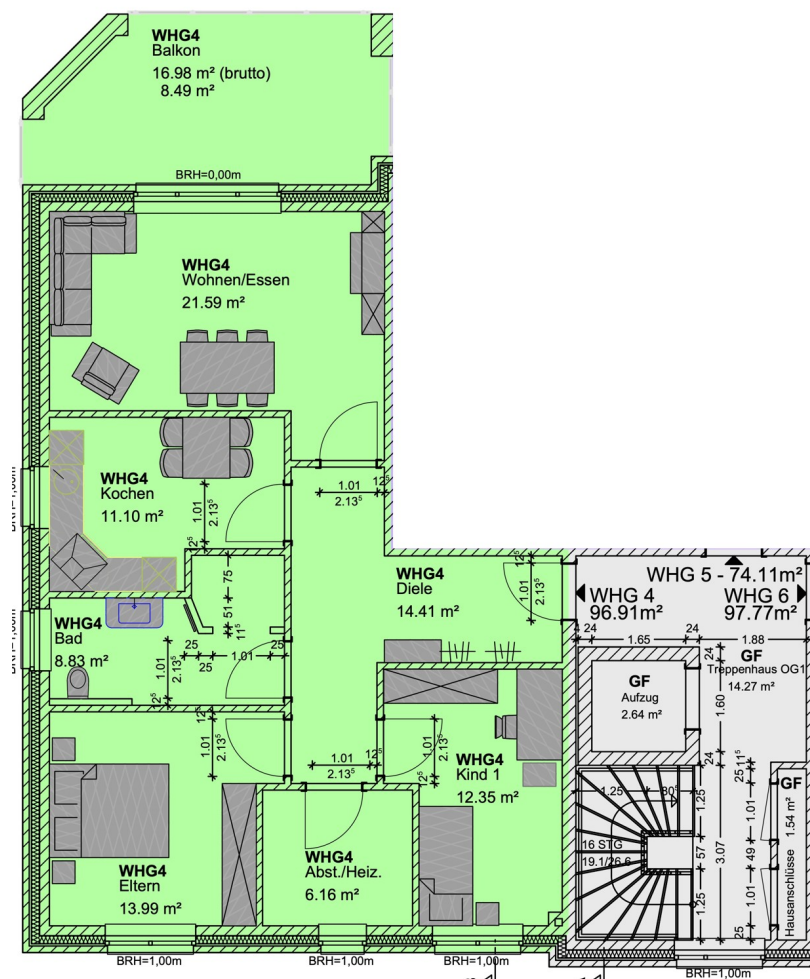 WHG4
Balkon
16.98 m² (brutto)
8.49 m²
BRH=0,00m
WHG4
Wohnen/Essen
21.59 m²
WHG4
Kochen
11.10 m²
1.01
2.13⁵
12⁵
1.01
2.13⁵
12⁵
WHG4
Diele
14.41 m²
12⁵
1.01
2.13⁵
WHG 5 - 74.11m²
WHG 4
96.91m²
WHG 6
97.77m²
75
51
11⁵
WHG4
Bad
8.83 m²
25
25
1.01
25
1.01
2.13⁵
12⁵
24
1.65
24
1.88
GF
Treppenhaus OG1
14.27 m²
GF
Aufzug
2.64 m²
24
1.60
24
12⁵
1.01
2.13⁵
1.01
2.13⁵
12⁵
1.01
2.13⁵
12⁵
WHG4
Kind 1
12.35 m²
WHG4
Eltern
13.99 m²
WHG4
Abst./Heiz.
6.16 m²
1.25
80⁵
16 STG
19.1/26.6
1.25
57
1.25
3.07
11⁵
25
1.01
49
1.01
25
GF
1.54 m²
Hausanschlüsse
BRH=1,00m
BRH=1,00m
BRH=1,00m
BRH=1,00m